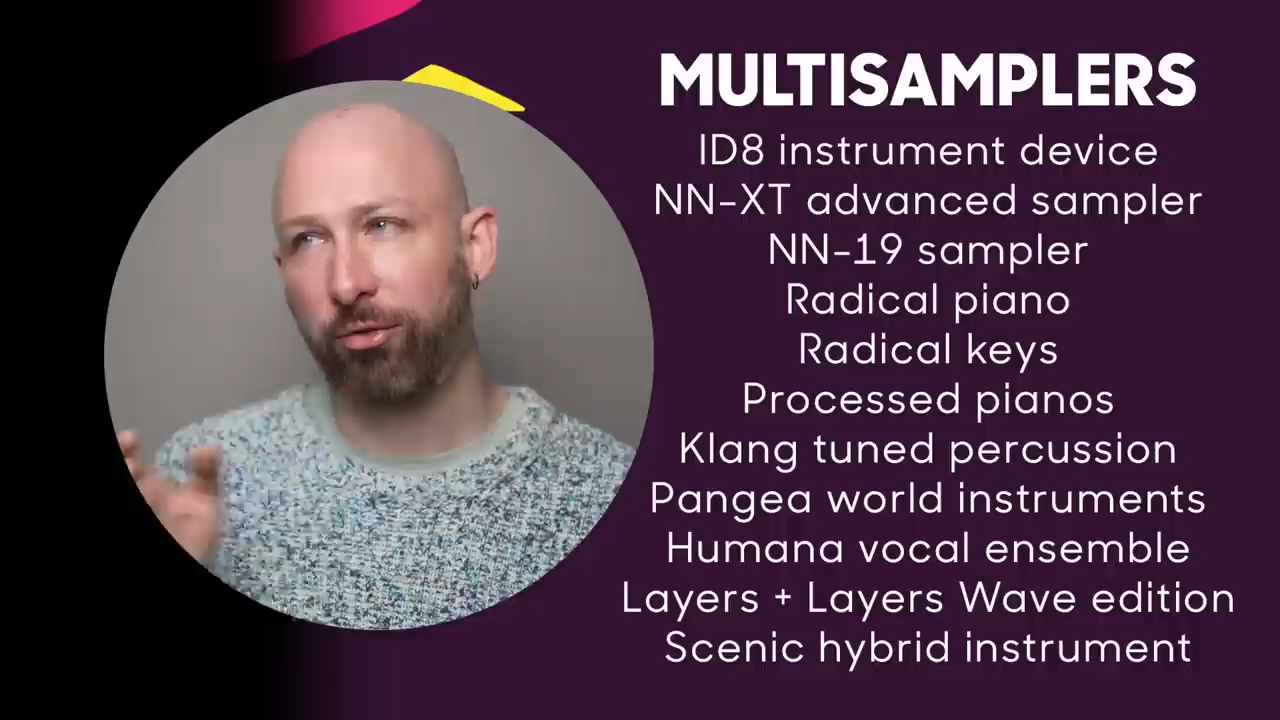 MULTISAMPLERS
ID8 instrument device
NN-XT advanced sampler
NN-19 sampler
Radical piano
Radical keys
Processed pianos
Klang tuned percussion
Pangea world instruments
Humana vocal ensemble
Layers + Layers Wave edition
Scenic hybrid instrument